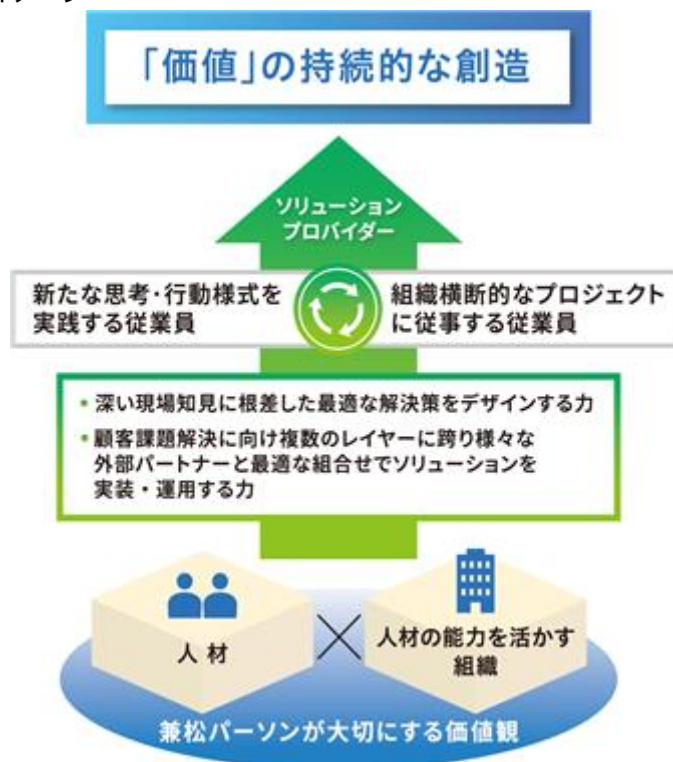 「価値」の持続的な創造
ソリューション
プロバイダー
新たな思考・行動様式を
実践する従業員
組織横断的なプロジェクト
に従事する従業員
• 深い現場知見に根差した最適な解決策をデザインする力
• 顧客課題解決に向け複数のレイヤーに跨り様々な
外部パートナーと最適な組合せでソリューションを
実装・運用する力
人材
人材の能力を活かす
組織
兼松パーソンが大切にする価値観